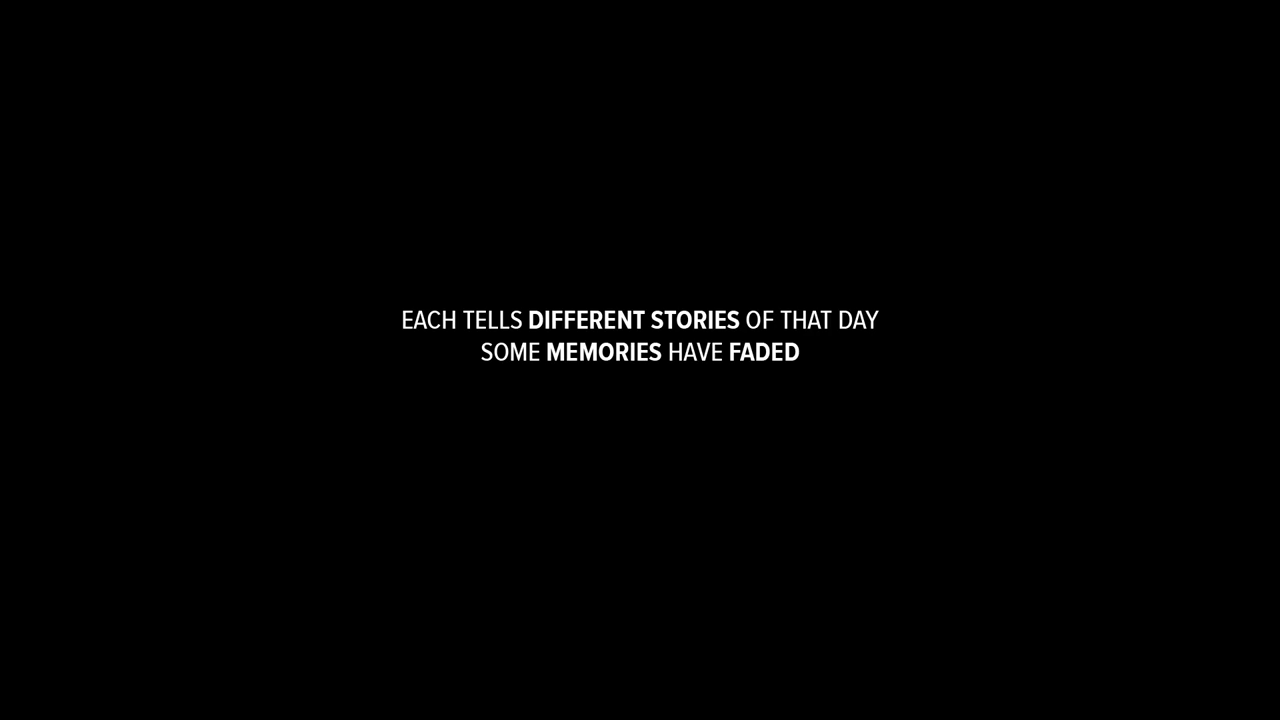 EACH TELLS DIFFERENT STORIES OF THAT DAY
SOME MEMORIES HAVE FADED